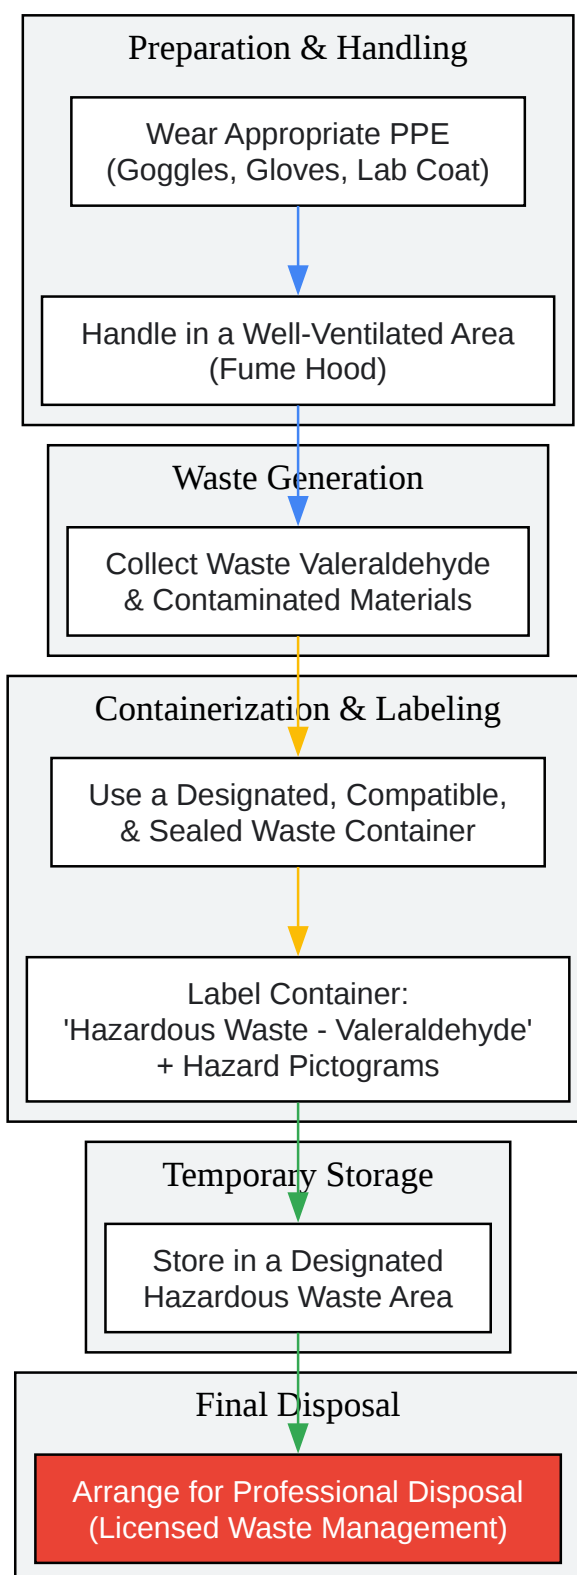 Preparation & Handling
Wear Appropriate PPE
(Goggles, Gloves, Lab Coat)
Handle in a Well-Ventilated Area
(Fume Hood)
Waste Generation
Collect Waste Valeraldehyde
& Contaminated Materials
Containerization & Labeling
Use a Designated, Compatible,
& Sealed Waste Container
Label Container:
'Hazardous Waste - Valeraldehyde'
+ Hazard Pictograms
Temporary Storage
Store in a Designated
Hazardous Waste Area
Final Disposal
Arrange for Professional Disposal
(Licensed Waste Management)